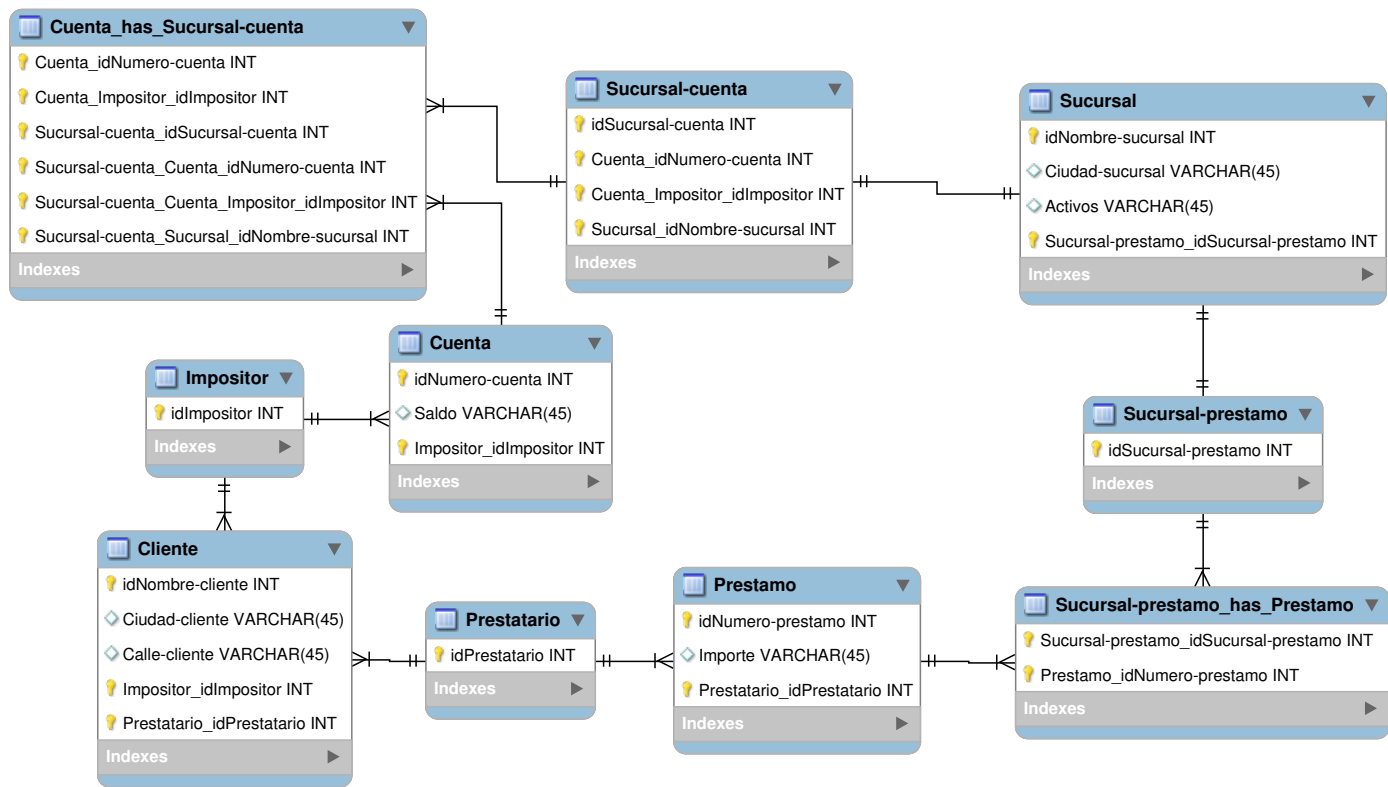 Cuenta_has_Sucursal-cuenta
Cuenta_idNumero-cuenta INT
Cuenta_Impositor_idImpositor INT
Sucursal-cuenta_idSucursal-cuenta INT
Sucursal-cuenta_Cuenta_idNumero-cuenta INT
Sucursal-cuenta_Cuenta_Impositor_idImpositor INT
Sucursal-cuenta_Sucursal_idNombre-sucursal INT
Indexes
Sucursal-cuenta
idSucursal-cuenta INT
Cuenta_idNumero-cuenta INT
Cuenta_Impositor_idImpositor INT
Sucursal_idNombre-sucursal INT
Indexes
Sucursal
idNombre-sucursal INT
Ciudad-sucursal VARCHAR(45)
Activos VARCHAR(45)
Sucursal-prestamo_idSucursal-prestamo INT
Indexes
Impositor
idImpositor INT
Indexes
Cuenta
idNumero-cuenta INT
Saldo VARCHAR(45)
Impositor_idImpositor INT
Indexes
Sucursal-prestamo
idSucursal-prestamo INT
Indexes
Cliente
idNombre-cliente INT
Ciudad-cliente VARCHAR(45)
Calle-cliente VARCHAR(45)
Impositor_idImpositor INT
Prestatario_idPrestatario INT
Indexes
Prestatario
idPrestatario INT
Indexes
Prestamo
idNumero-prestamo INT
Importe VARCHAR(45)
Prestatario_idPrestatario INT
Indexes
Sucursal-prestamo_has_Prestamo
Sucursal-prestamo_idSucursal-prestamo INT
Prestamo_idNumero-prestamo INT
Indexes